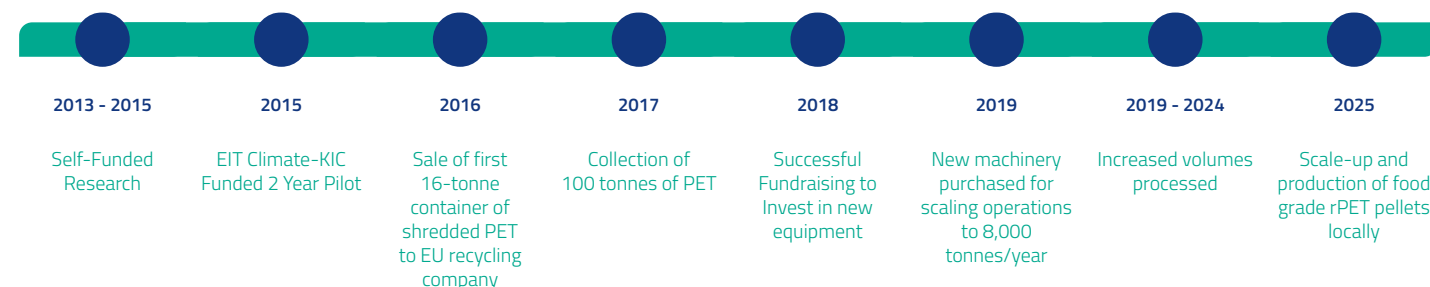 2013 - 2015
Self-Funded
Research
2015
EIT Climate-KIC
Funded 2 Year Pilot
2016
Sale of first
16-tonne
container of
shredded PET
to EU recycling
company
2017
Collection of
100 tonnes of PET
2018
Successful
Fundraising to
Invest in new
equipment
2019
New machinery
purchased for
scaling operations
to 8,000
tonnes/year
2019 - 2024
Increased volumes
processed
2025
Scale-up and
production of food
grade rPET pellets
locally